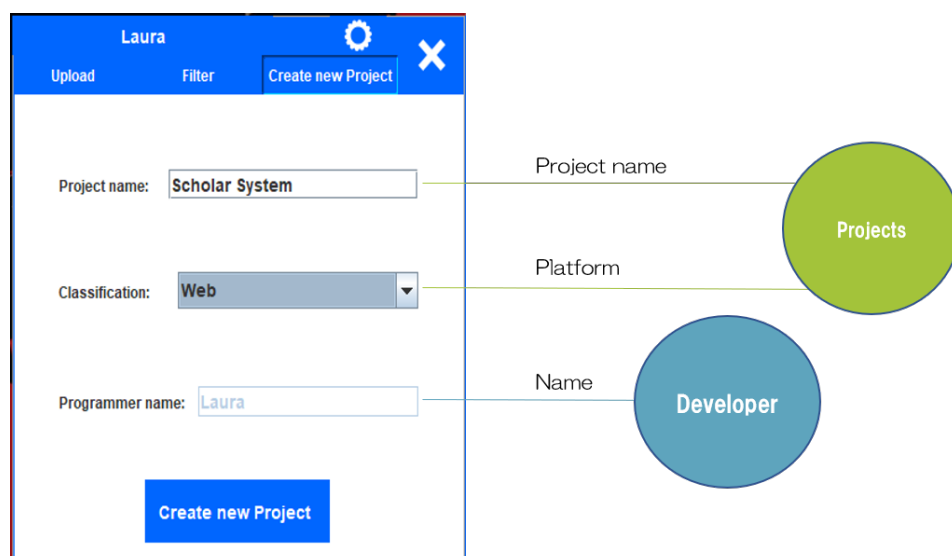 Laura
Upload Filter Create new Project
Project name: Scholar System
Project name
Projects
Classification: Web
Platform
Programmer name: Laura
Name
Developer
Create new Project